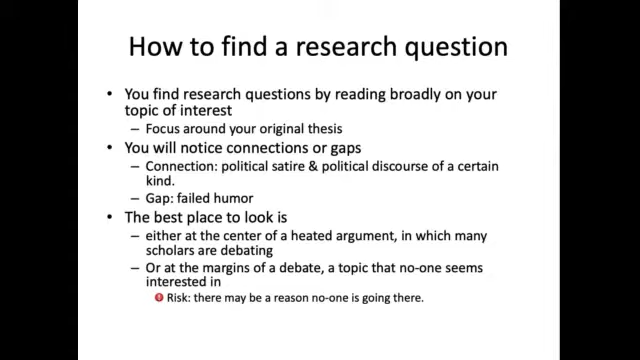 How to find a research question
• You find research questions by reading broadly on your
topic of interest
– Focus around your original thesis
• You will notice connections or gaps
– Connection: political satire & political discourse of a certain
kind.
– Gap: failed humor
• The best place to look is
– either at the center of a heated argument, in which many
scholars are debating
– Or at the margins of a debate, a topic that no-one seems
interested in
Risk: there may be a reason no-one is going there.